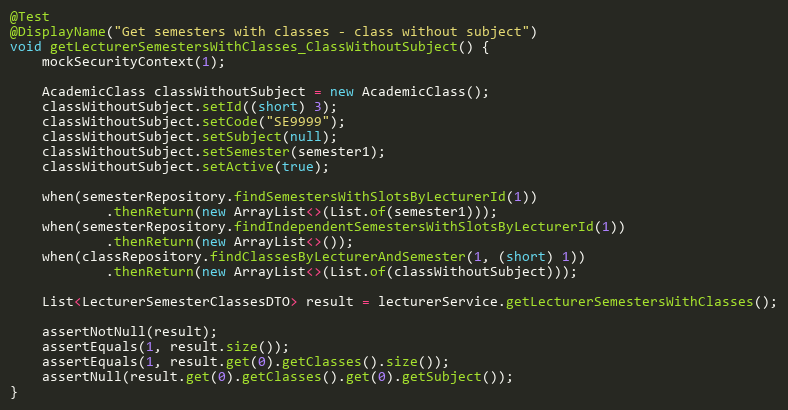 @Test
@DisplayName("Get semesters with classes - class without subject")
void getLecturerSemestersWithClasses_ClassWithoutSubject() {
    mockSecurityContext(1);

    AcademicClass classWithoutSubject = new AcademicClass();
    classWithoutSubject.setId((short) 3);
    classWithoutSubject.setCode("SE9999");
    classWithoutSubject.setSubject(null);
    classWithoutSubject.setSemester(semester1);
    classWithoutSubject.setActive(true);

    when(semesterRepository.findSemestersWithSlotsByLecturerId(1))
            .thenReturn(new ArrayList<>(List.of(semester1)));
    when(semesterRepository.findIndependentSemestersWithSlotsByLecturerId(1))
            .thenReturn(new ArrayList<>());
    when(classRepository.findClassesByLecturerAndSemester(1, (short) 1))
            .thenReturn(new ArrayList<>(List.of(classWithoutSubject)));

    List<LecturerSemesterClassesDTO> result = lecturerService.getLecturerSemestersWithClasses();

    assertNotNull(result);
    assertEquals(1, result.size());
    assertEquals(1, result.get(0).getClasses().size());
    assertNull(result.get(0).getClasses().get(0).getSubject());
}